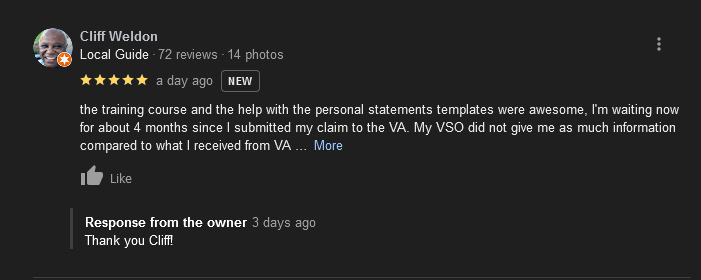 Cliff Weldon
Local Guide · 72 reviews · 14 photos
a day ago NEW
the training course and the help with the personal statements templates were awesome, I'm waiting now
for about 4 months since I submitted my claim to the VA. My VSO did not give me as much information
compared to what I received from VA ... More
Like
Response from the owner 3 days ago
Thank you Cliff!